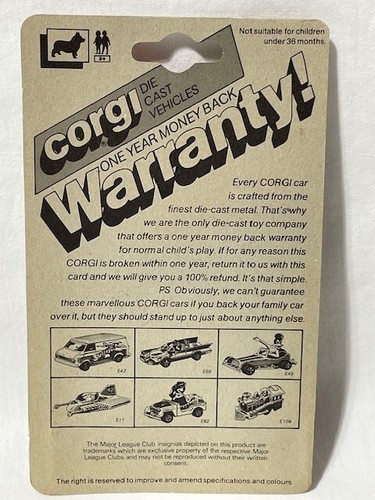 Not suitable for children
under 36 months.
3+
corgi
DIE
CAST
VEHICLES
ONE YEAR MONEY BACK
Warranty!
Every CORGI car
is crafted from the
finest die-cast metal. That's why
we are the only die-cast toy company
that offers a one year money back warranty
for normal child's play. If for any reason this
CORGI is broken within one year, return it to us with this
card and we will give you a 100% refund. It's that simple.
PS Obviously, we can't guarantee
these marvellous CORGI cars if you back your family car
over it, but they should stand up to just about anything else.
E11
E82
The Major League Club insignias depicted on this product are
trademarks which are exclusive property of the respective Major
League Clubs and may not be reproduced without their written
consent.
The right is reserved to improve and amend specifications and colours